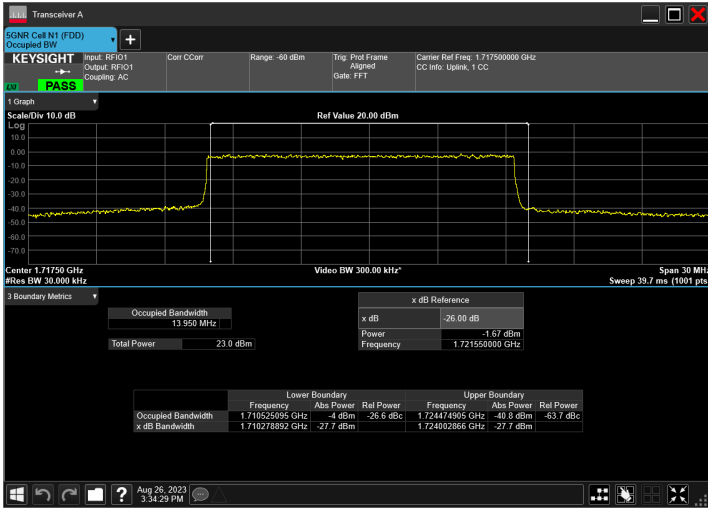 Transceiver A
5GNR Cell N1 (FDD)
Occupied BW
KEYSIGHT
Input: RFIO1
Output: RFIO1
Coupling: AC
Corr CCorr
Range: -60 dBm
Trig: Prot Frame
Aligned
Gate: FFT
Carrier Ref Freq: 1.717500000 GHz
CC Info: Uplink, 1 CC
PASS
1 Graph
Scale/Div 10.0 dB
Ref Value 20.00 dBm
Log
10.0
0.00
-10.0
-20.0
-30.0
-40.0
-50.0
-60.0
-70.0
Center 1.71750 GHz
Video BW 300.00 kHz*
Span 30 MHz
#Res BW 30.000 kHz
Sweep 39.7 ms (1001 pts
3 Boundary Metrics
Occupied Bandwidth
13.950 MHz
Total Power 23.0 dBm
x dB Reference
x dB -26.00 dB
Power -1.67 dBm
Frequency 1.721550000 GHz
Lower Boundary Upper Boundary
Frequency Abs Power Rel Power Frequency Abs Power Rel Power
Occupied Bandwidth 1.710525095 GHz -4 dBm -26.6 dBc 1.724474905 GHz -40.8 dBm -63.7 dBc
x dB Bandwidth 1.710278892 GHz -27.7 dBm 1.724002866 GHz -27.7 dBm
?
Aug 26, 2023
3:34:29 PM